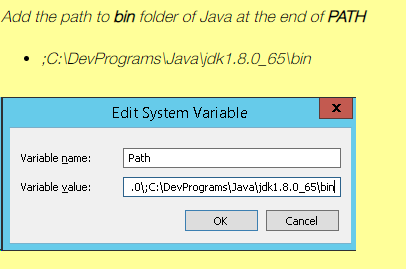 Add the path to bin folder of Java at the end of PATH
• ;C:\DevPrograms\Java\jdk1.8.0_65\bin
Edit System Variable
x
Variable name:
Path
Variable value:
.0\;C:\DevPrograms\Java\jdk1.8.0_65\bin
OK
Cancel